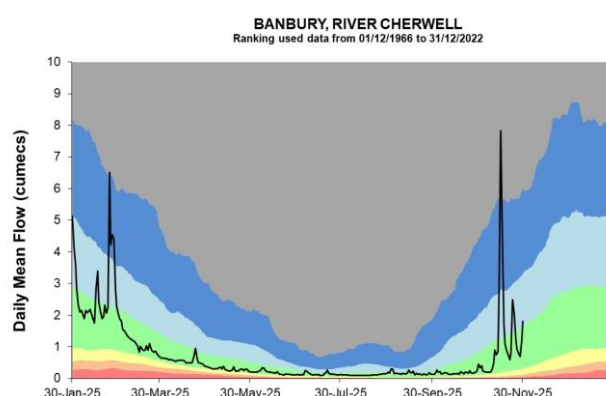 BANBURY, RIVER CHERWELL
Ranking used data from 01/12/1966 to 31/12/2022
Daily Mean Flow (cumecs)
10
9
8
7
6
5
4
3
2
1
0
30-Jan-25 30-Mar-25 30-May-25 30-Jul-25 30-Sep-25 30-Nov-25